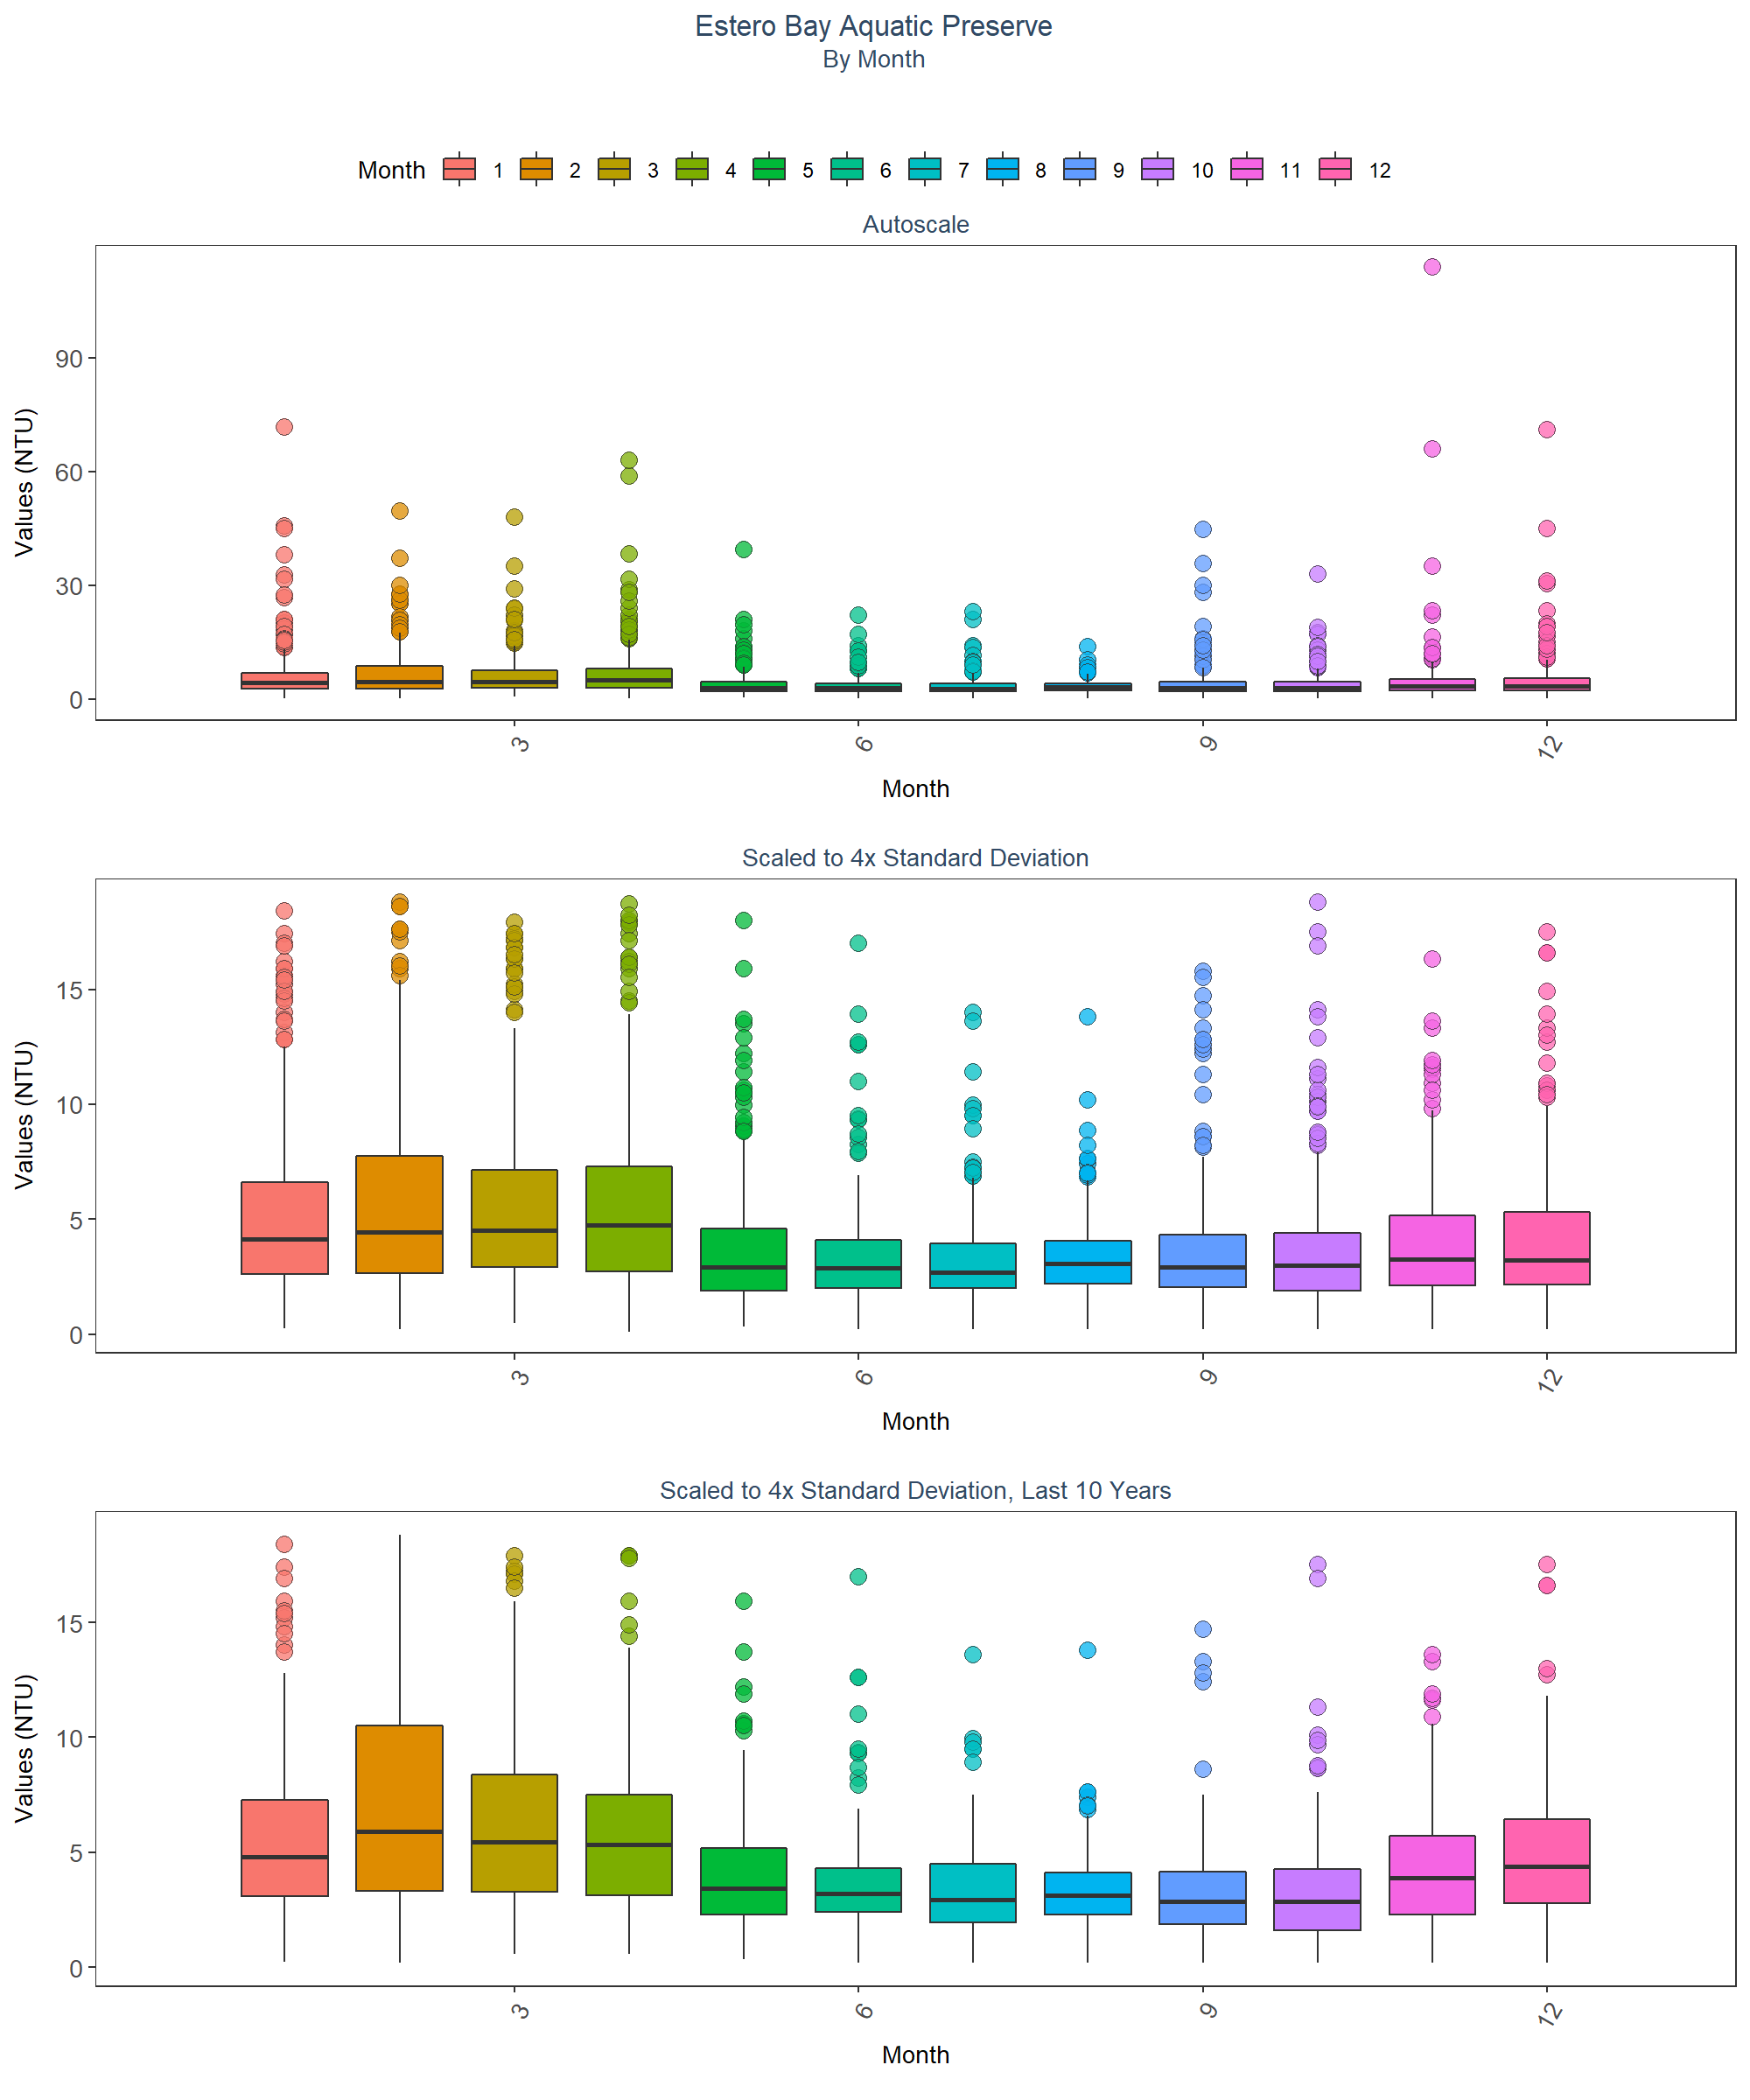 Estero Bay Aquatic Preserve
By Month
Month 1 2 3 4 5 6 7 8 9 10 11 12
Autoscale
Values (NTU)
90
60
30
0
3 6 9 12
Month
Scaled to 4x Standard Deviation
Values (NTU)
15
10
5
0
3 6 9 12
Month
Scaled to 4x Standard Deviation, Last 10 Years
Values (NTU)
15
10
5
0
3 6 9 12
Month